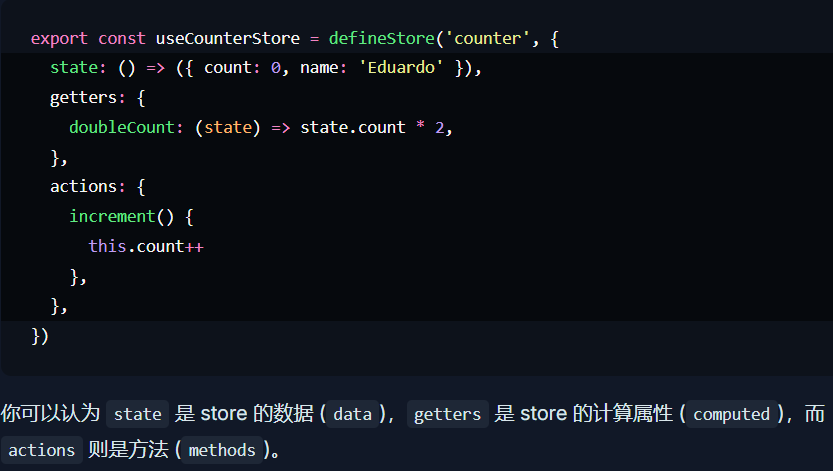 export const useCounterStore = defineStore('counter', {
  state: () => ({ count: 0, name: 'Eduardo' }),
  getters: {
    doubleCount: (state) => state.count * 2,
  },
  actions: {
    increment() {
      this.count++
    },
  },
})
你可以认为 state 是 store 的数据 (data)，getters 是 store 的计算属性 (computed)，而
actions 则是方法 (methods)。